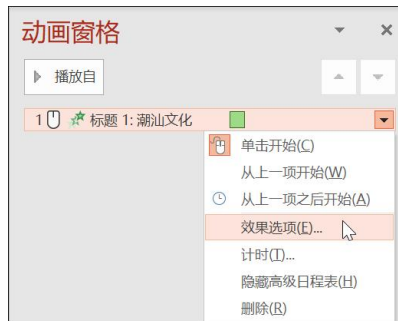 动画窗格
播放自
1 标题 1: 潮汕文化
单击开始(C)
从上一项开始(W)
从上一项之后开始(A)
效果选项(E)...
计时(T)...
隐藏高级日程表(H)
删除(R)